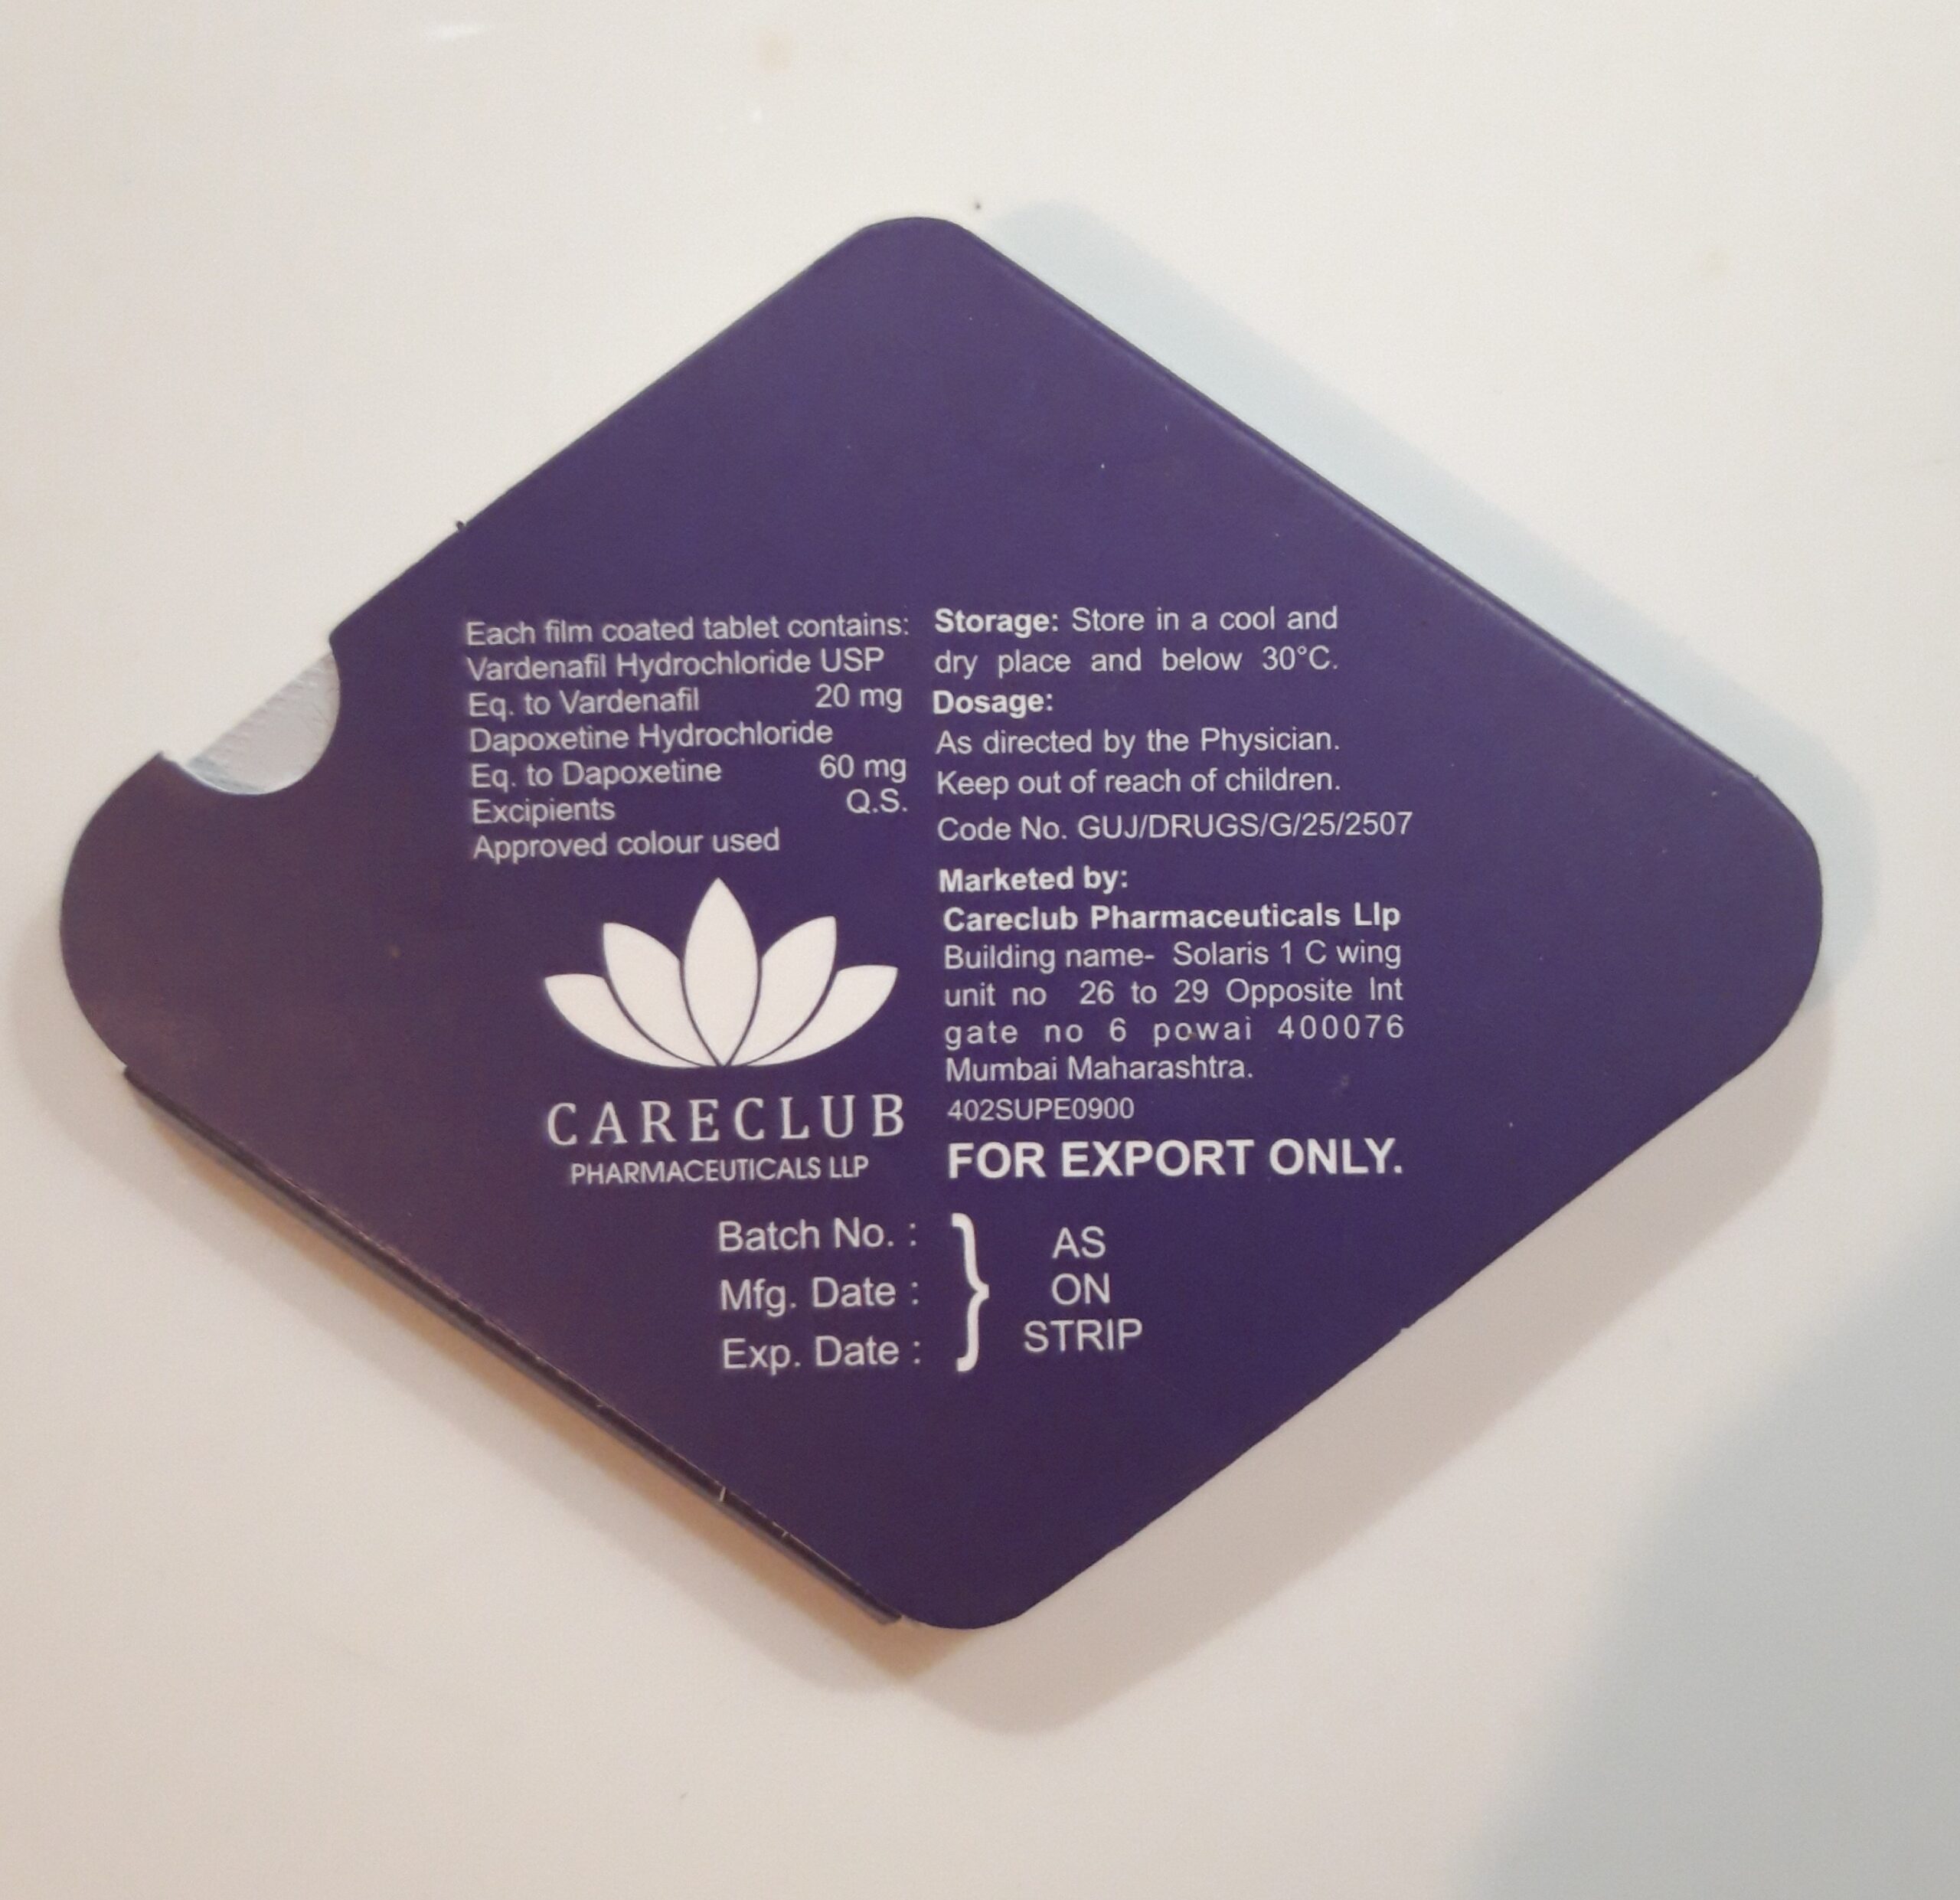 Each film coated tablet contains:
Vardenafil Hydrochloride USP
Eq. to Vardenafil 20 mg
Dapoxetine Hydrochloride
Eq. to Dapoxetine 60 mg
Excipients Q.S.
Approved colour used
CARECLUB
PHARMACEUTICALS LLP
Storage: Store in a cool and
dry place and below 30°C.
Dosage:
As directed by the Physician.
Keep out of reach of children.
Code No. GUJ/DRUGS/G/25/2507
Marketed by:
Careclub Pharmaceuticals Llp
Building name- Solaris 1 C wing
unit no 26 to 29 Opposite Int
gate no 6 powai 400076
Mumbai Maharashtra.
402SUPE0900
FOR EXPORT ONLY.
Batch No. :
Mfg. Date :
Exp. Date :
AS
ON
STRIP